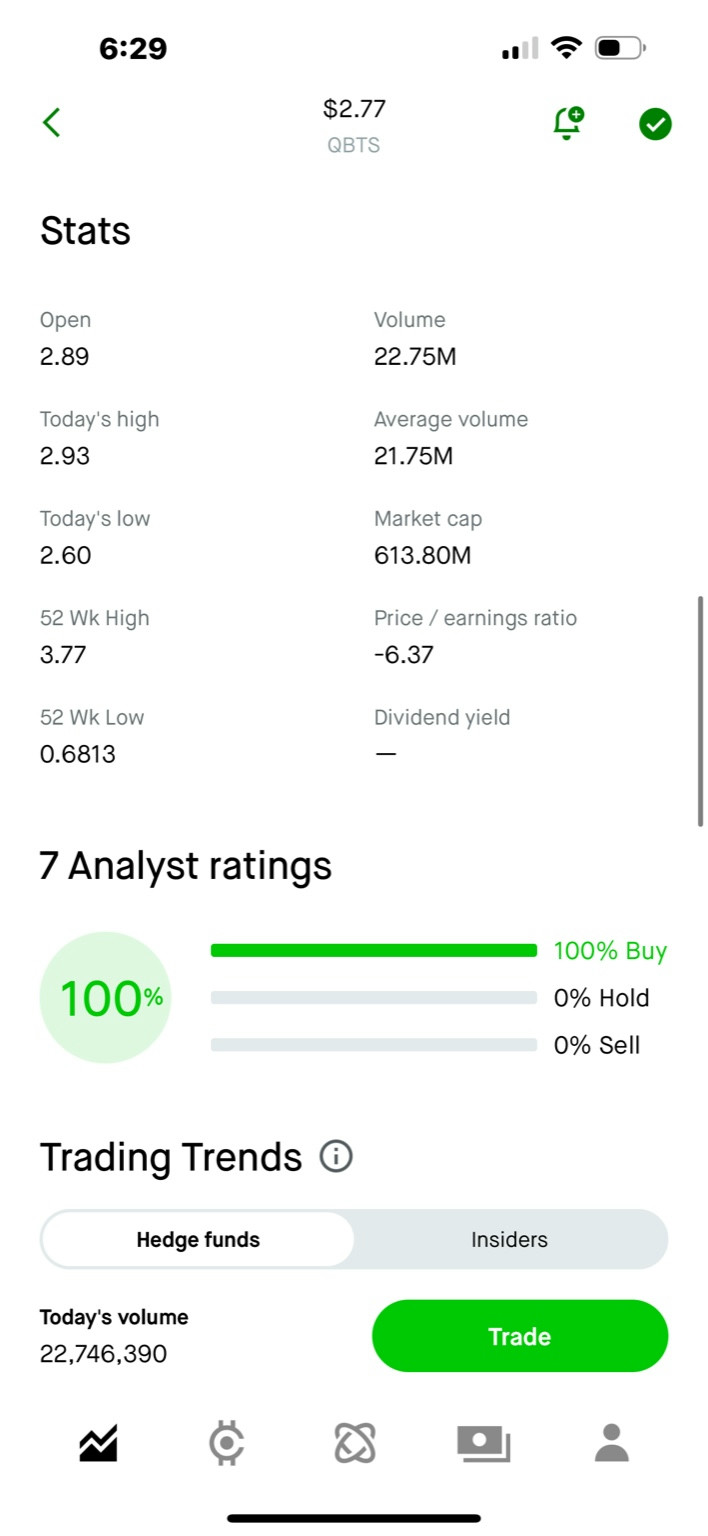 6:29
$2.77
QBTS
Stats
Open
2.89
Volume
22.75M
Today's high
2.93
Average volume
21.75M
Today's low
2.60
Market cap
613.80M
52 Wk High
3.77
Price / earnings ratio
-6.37
52 Wk Low
0.6813
Dividend yield
—
7 Analyst ratings
100%
100% Buy
0% Hold
0% Sell
Trading Trends
Hedge funds
Insiders
Today's volume
22,746,390
Trade